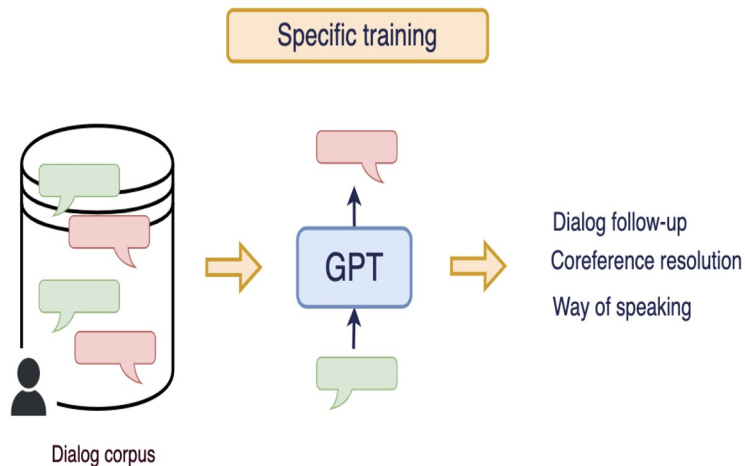 Specific training
GPT
Dialog follow-up
Coreference resolution
Way of speaking
Dialog corpus